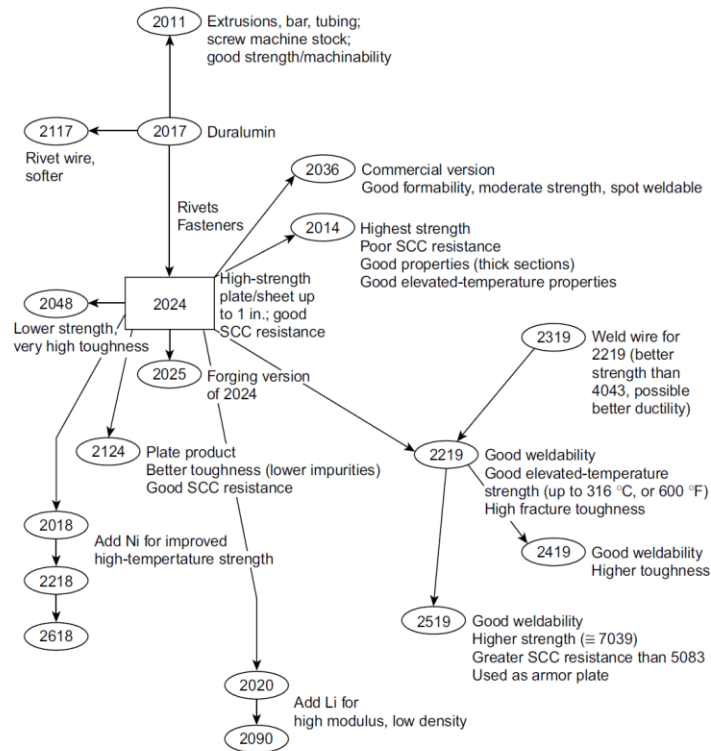 2011
Extrusions, bar, tubing;
screw machine stock;
good strength/machinability
2117
2017
Duralumin
Rivet wire,
softer
Rivets
Fasteners
2036
Commercial version
Good formability, moderate strength, spot weldable
2014
Highest strength
Poor SCC resistance
Good properties (thick sections)
Good elevated-temperature properties
2048
Lower strength,
very high toughness
2024
High-strength
plate/sheet up
to 1 in.; good
SCC resistance
2025
Forging version
of 2024
2319
Weld wire for
2219 (better
strength than
4043, possible
better ductility)
2124
Plate product
Better toughness (lower impurities)
Good SCC resistance
2219
Good weldability
Good elevated-temperature
strength (up to 316 °C, or 600 °F)
High fracture toughness
2018
Add Ni for improved
high-tempertature strength
2218
2618
2419
Good weldability
Higher toughness
2519
Good weldability
Higher strength (≅ 7039)
Greater SCC resistance than 5083
Used as armor plate
2020
Add Li for
high modulus, low density
2090